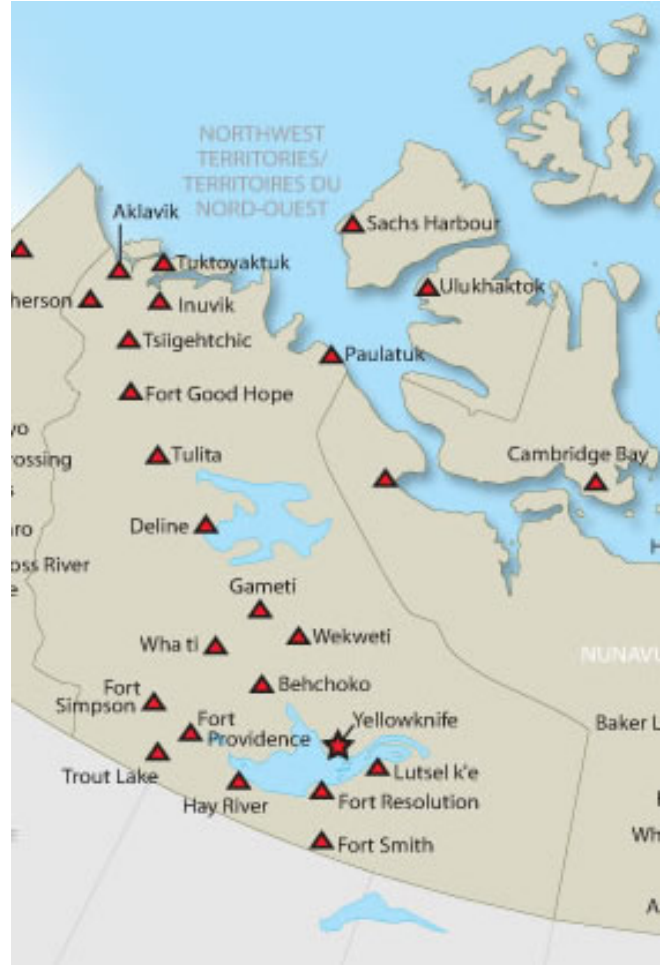 NORTHWEST
TERRITORIES/
TERRITOIRES DU
NORD-OUEST
Aklavik
Sachs Harbour
Tuktoyaktuk
Ulukhaktok
herson
Inuvik
Tsiigehtchic
Paulatuk
Fort Good Hope
yo
Tulita
Cambridge Bay
rossing
s
Deline
ro
H
oss River
e
Gameti
Wha ti
Wekweti
NUNAVU
Fort
Simpson
Behchoko
Fort
Providence
Yellowknife
Baker L
Trout Lake
Lutsel k'e
Hay River
Fort Resolution
Wh
Fort Smith
A